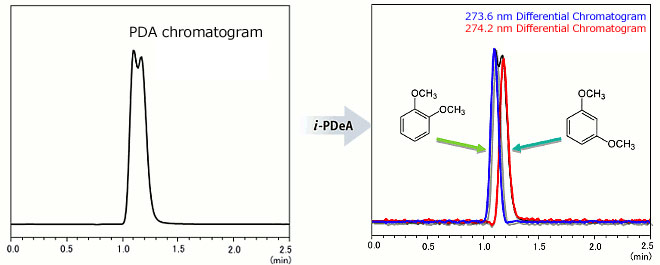 PDA chromatogram
0.0 0.5 1.0 1.5 2.0 2.5
(min)
i-PDeA
273.6 nm Differential Chromatogram
274.2 nm Differential Chromatogram
OCH3
OCH3
OCH3
OCH3
0.0 0.5 1.0 1.5 2.0 2.5
(min)